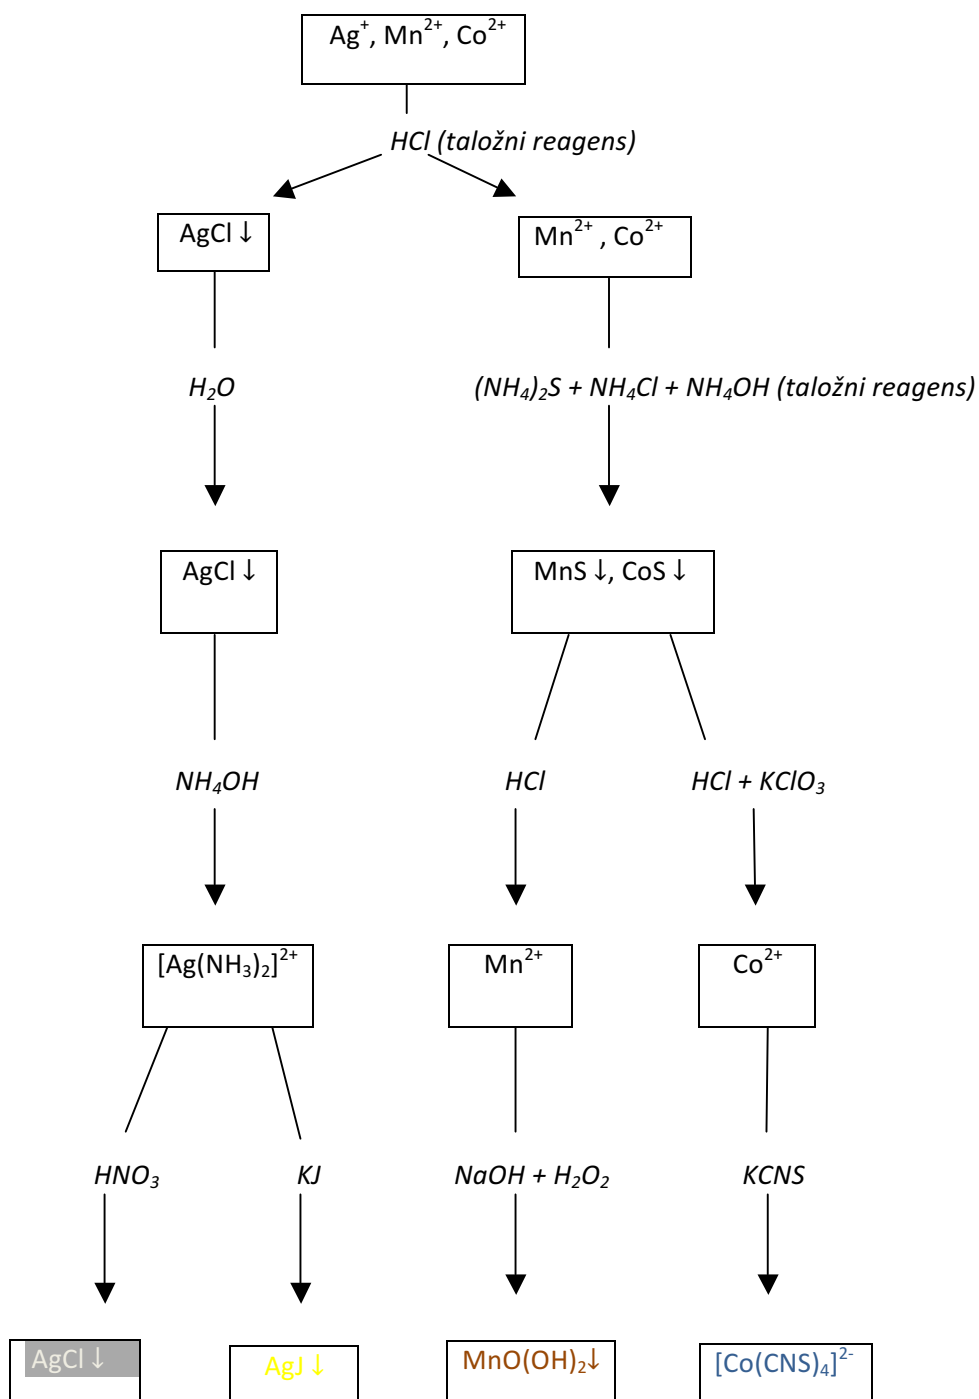 Ag⁺, Mn²⁺, Co²⁺
HCl (taložni reagens)
AgCl ↓
Mn²⁺ , Co²⁺
H₂O
(NH₄)₂S + NH₄Cl + NH₄OH (taložni reagens)
AgCl ↓
MnS ↓, CoS ↓
NH₄OH
HCl
HCl + KClO₃
[Ag(NH₃)₂]²⁺
Mn²⁺
Co²⁺
HNO₃
KJ
NaOH + H₂O₂
KCNS
AgCl ↓
AgJ ↓
MnO(OH)₂↓
[Co(CNS)₄]²⁻